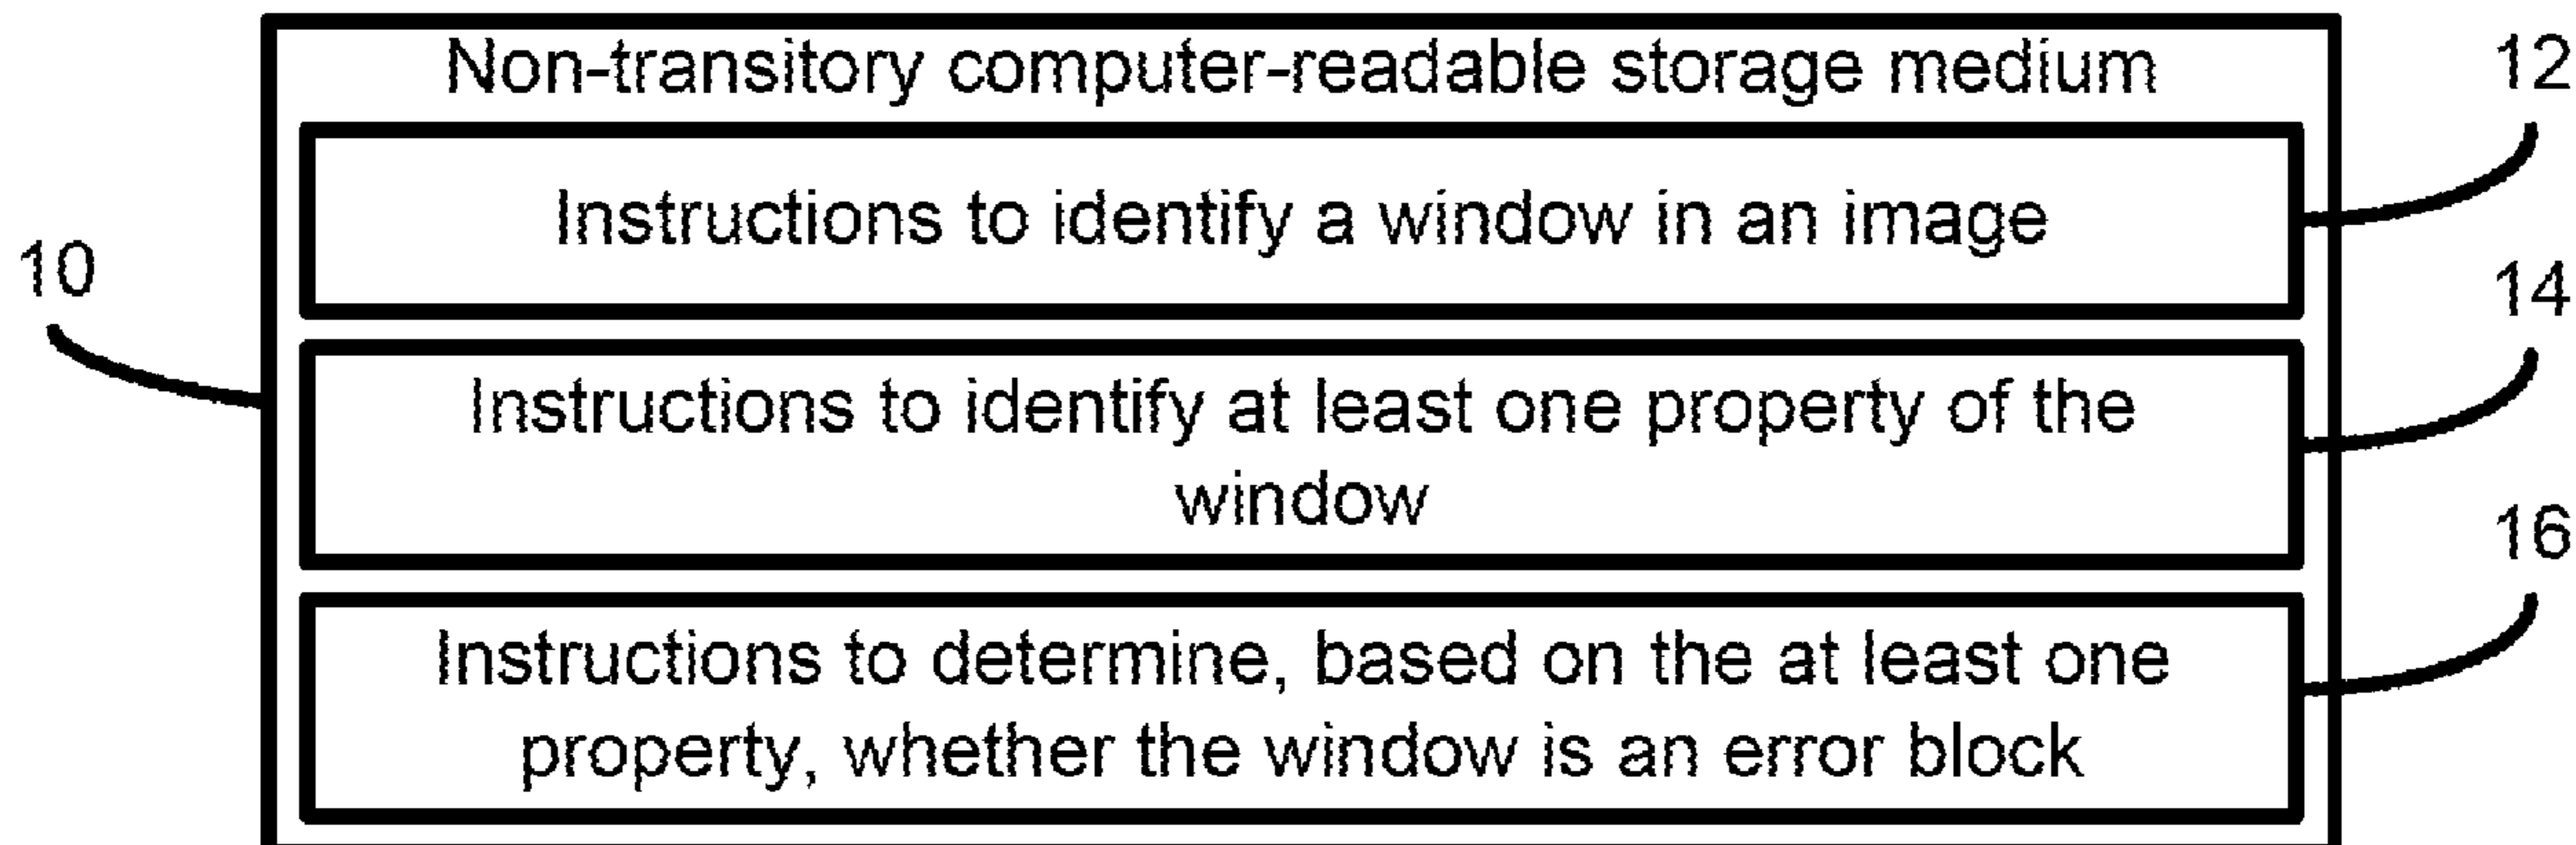 Non-transitory computer-readable storage medium
12
Instructions to identify a window in an image
10
14
Instructions to identify at least one property of the
window
16
Instructions to determine, based on the at least one
property, whether the window is an error block